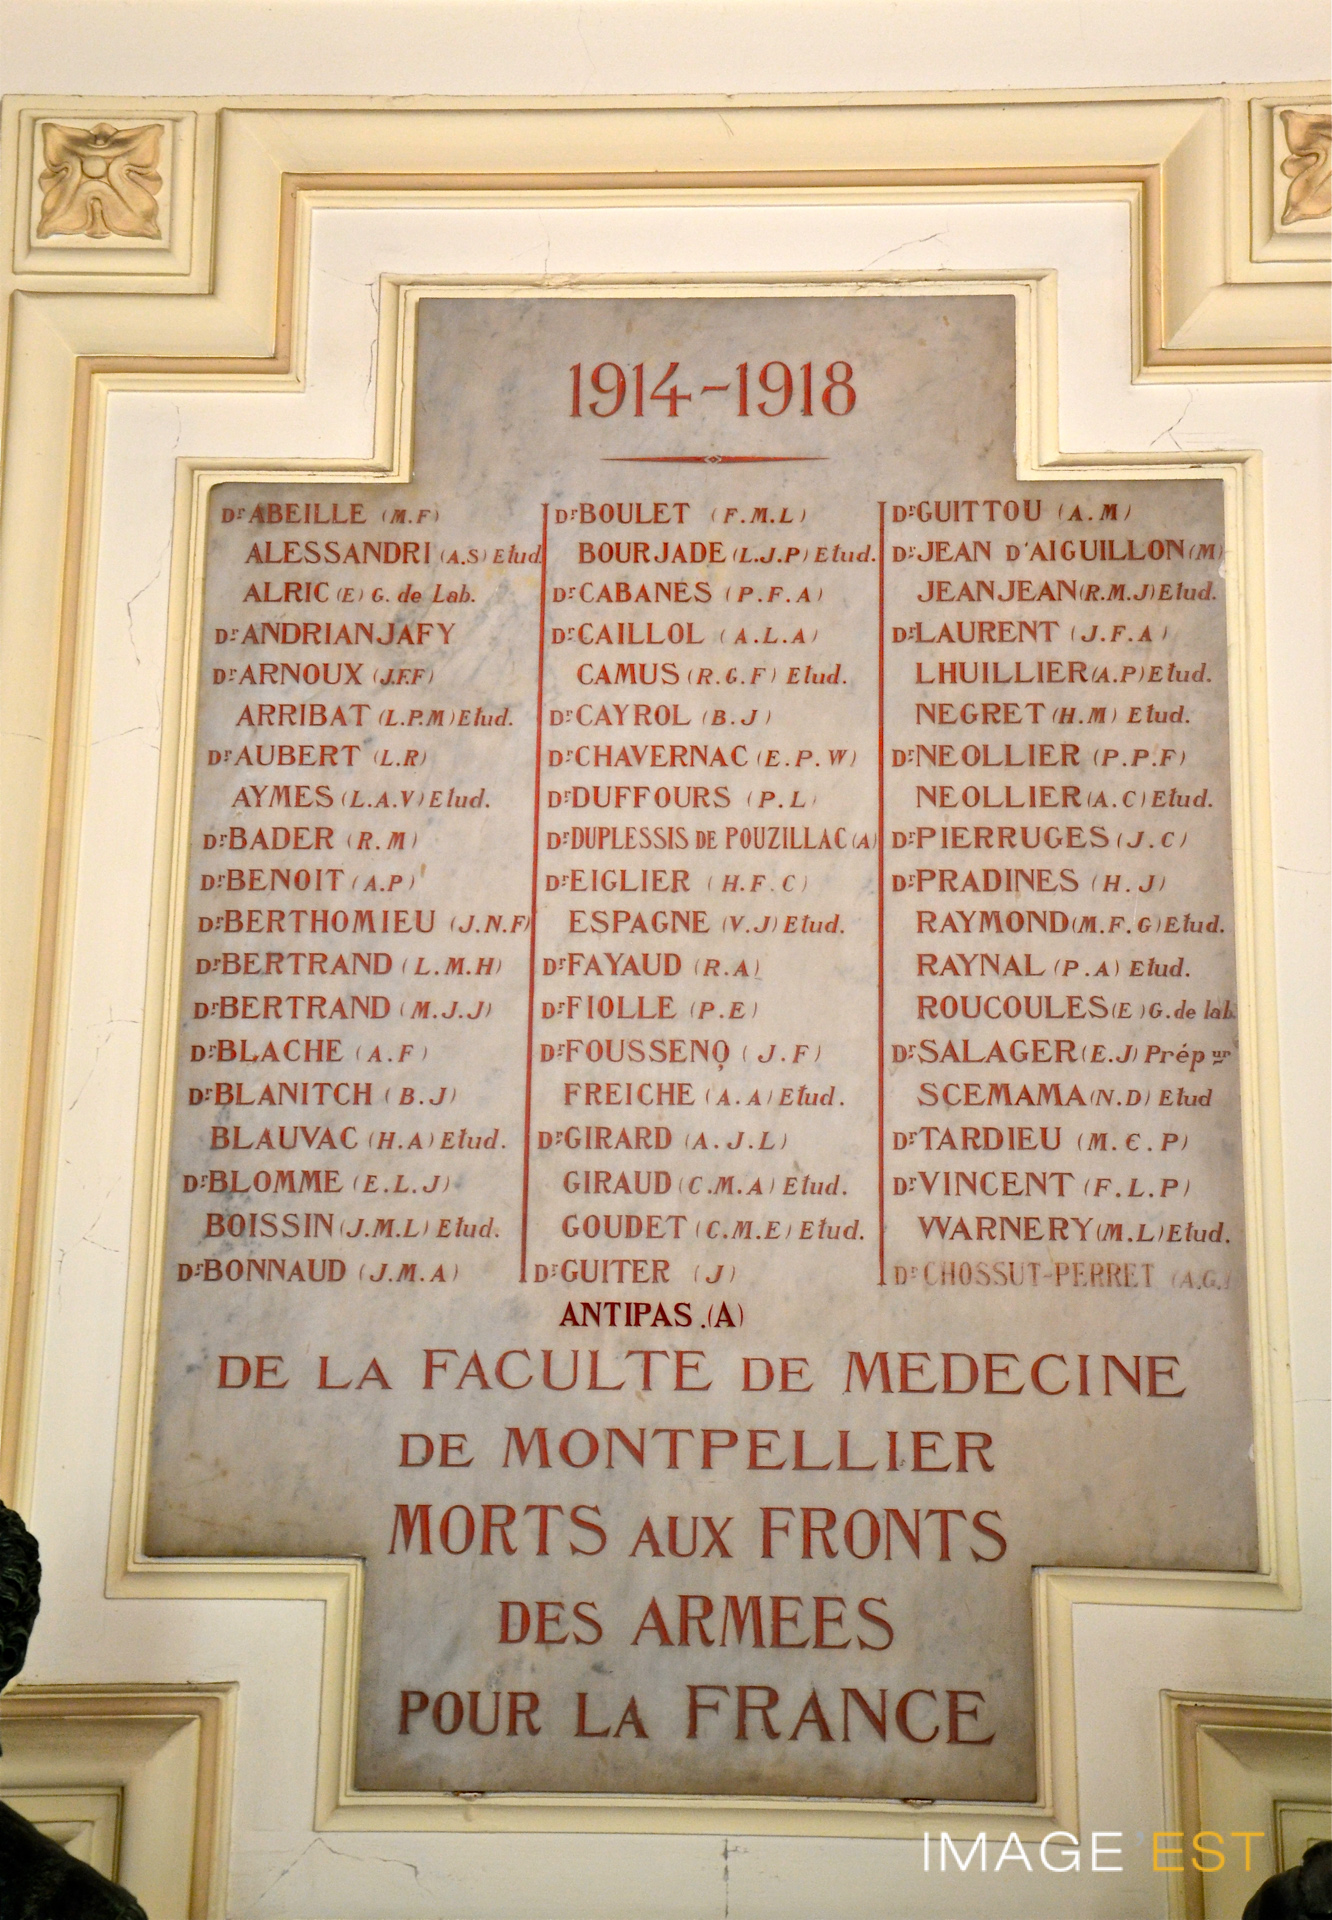 1914-1918
Dr ABEILLE (M.F)
ALESSANDRI (A.S) Etud.
ALRIC (E) G. de Lab.
Dr ANDRIANJAFY
Dr ARNOUX (J.F.F)
ARRIBAT (L.P.M) Etud.
Dr AUBERT (L.R)
AYMES (L.A.V) Etud.
Dr BADER (R.M)
Dr BENOIT (A.P)
Dr BERTHOMIEU (J.N.F)
Dr BERTRAND (L.M.H)
Dr BERTRAND (M.J.J)
Dr BLACHE (A.F)
Dr BLANITCH (B.J)
BLAUVAC (H.A) Etud.
Dr BLOMME (E.L.J)
BOISSIN (J.M.L) Etud.
Dr BONNAUD (J.M.A)
Dr BOULET (F.M.L)
BOURJADE (L.J.P) Etud.
Dr CABANES (P.F.A)
Dr CAILLOL (A.L.A)
CAMUS (R.G.F) Etud.
Dr CAYROL (B.J)
Dr CHAVERNAC (E.P.W)
Dr DUFFOURS (P.L)
Dr DUPLESSIS DE POUZILLAC (A)
Dr EIGLIER (H.F.C)
ESPAGNE (V.J) Etud.
Dr FAYAUD (R.A)
Dr FIOLLE (P.E)
Dr FOUSSENQ (J.F)
FREICHE (A.A) Etud.
Dr GIRARD (A.J.L)
GIRAUD (C.M.A) Etud.
GOUDET (C.M.E) Etud.
Dr GUITER (J)
Dr GUITTOU (A.M)
Dr JEAN D'AIGUILLON (M)
JEANJEAN (R.M.J) Etud.
Dr LAURENT (J.F.A)
LHUILLIER (A.P) Etud.
NEGRET (H.M) Etud.
Dr NEOLLIER (P.P.F)
NEOLLIER (A.C) Etud.
Dr PIERRUGES (J.C)
Dr PRADINES (H.J)
RAYMOND (M.F.G) Etud.
RAYNAL (P.A) Etud.
ROUCOULES (E) G. de lab.
Dr SALAGER (E.J) Prépur
SCEMAMA (N.D) Etud
Dr TARDIEU (M.E.P)
Dr VINCENT (F.L.P)
WARNERY (M.L) Etud.
Dr CHOSSUT-PERRET (A.G.)
ANTIPAS.(A)
DE LA FACULTE DE MEDECINE
DE MONTPELLIER
MORTS AUX FRONTS
DES ARMEES
POUR LA FRANCE
IMAGE'EST